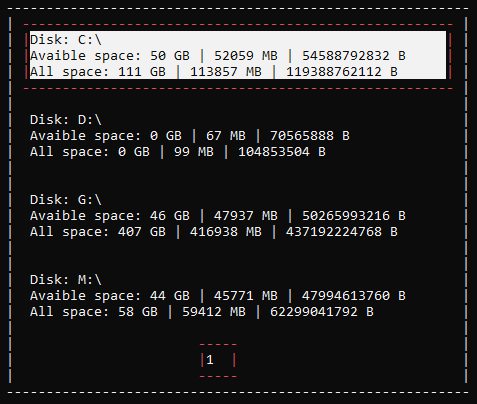 Disk: C:\
Avaible space: 50 GB | 52059 MB | 54588792832 B
All space: 111 GB | 113857 MB | 119388762112 B
Disk: D:\
Avaible space: 0 GB | 67 MB | 70565888 B
All space: 0 GB | 99 MB | 104853504 B
Disk: G:\
Avaible space: 46 GB | 47937 MB | 50265993216 B
All space: 407 GB | 416938 MB | 437192224768 B
Disk: M:\
Avaible space: 44 GB | 45771 MB | 47994613760 B
All space: 58 GB | 59412 MB | 62299041792 B
1